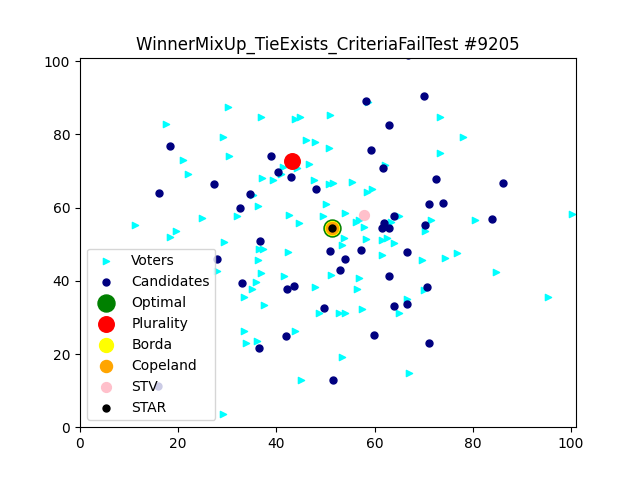 WinnerMixUp_TieExists_CriteriaFailTest #9205
100
80
60
40
20
0
Voters
Candidates
Optimal
Plurality
Borda
Copeland
STV
STAR
0 20 40 60 80 100